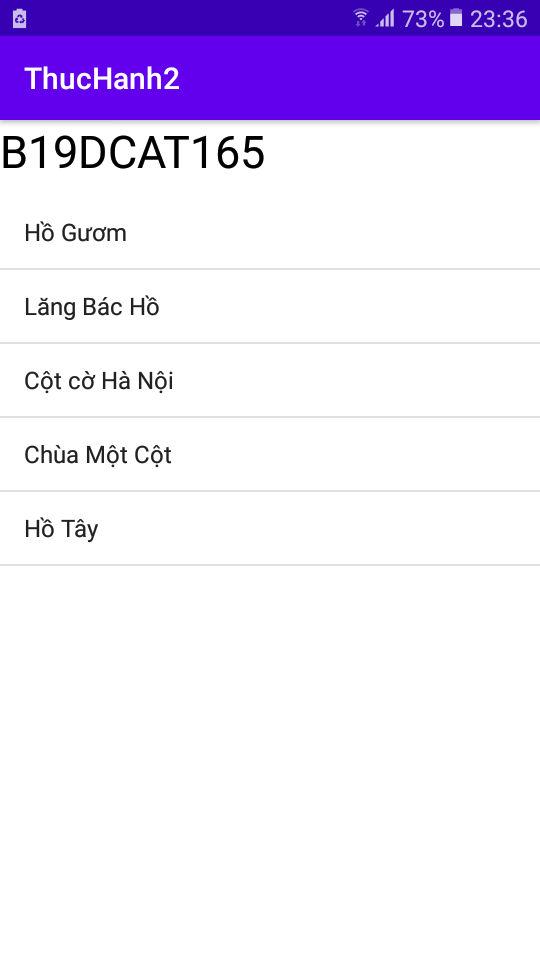 73% 23:36
ThucHanh2
B19DCAT165
Hồ Gươm
Lăng Bác Hồ
Cột cờ Hà Nội
Chùa Một Cột
Hồ Tây